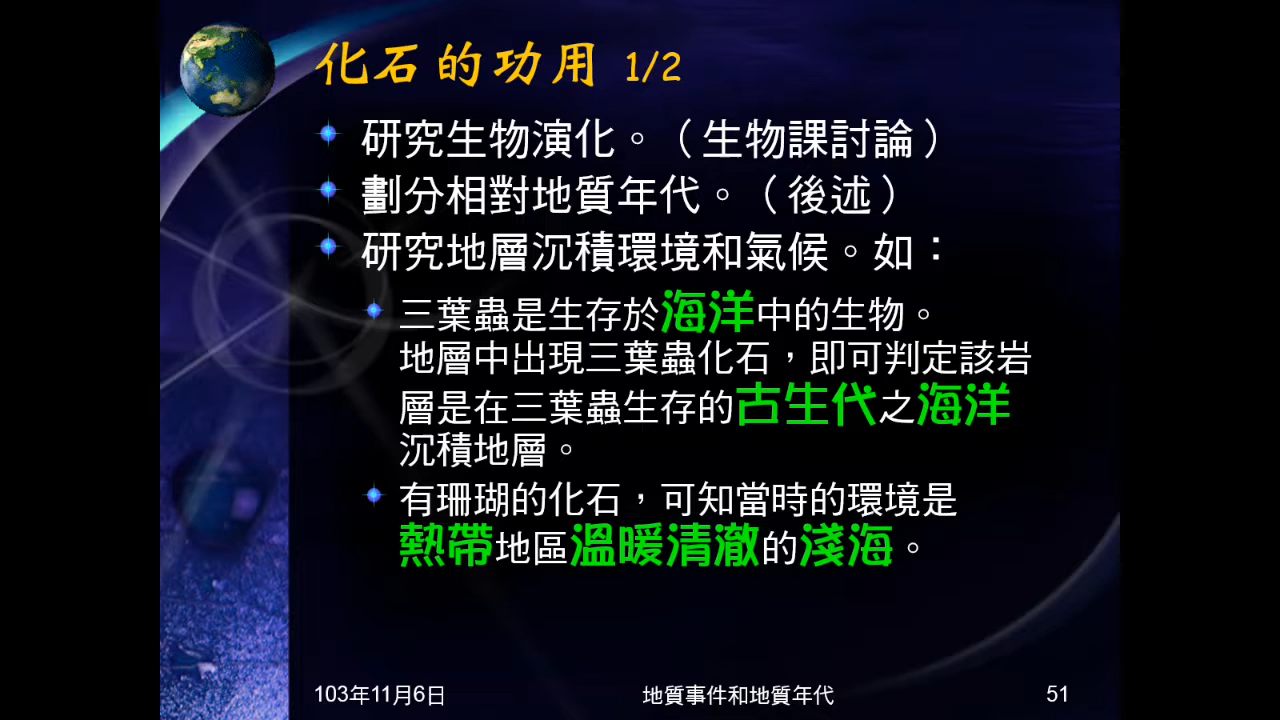 化石的功用 1/2
研究生物演化。（生物課討論）
劃分相對地質年代。（後述）
研究地層沉積環境和氣候。如：
三葉蟲是生存於海洋中的生物。
地層中出現三葉蟲化石，即可判定該岩
層是在三葉蟲生存的古生代之海洋
沉積地層。
有珊瑚的化石，可知當時的環境是
熱帶地區溫暖清澈的淺海。
103年11月6日
地質事件和地質年代
51